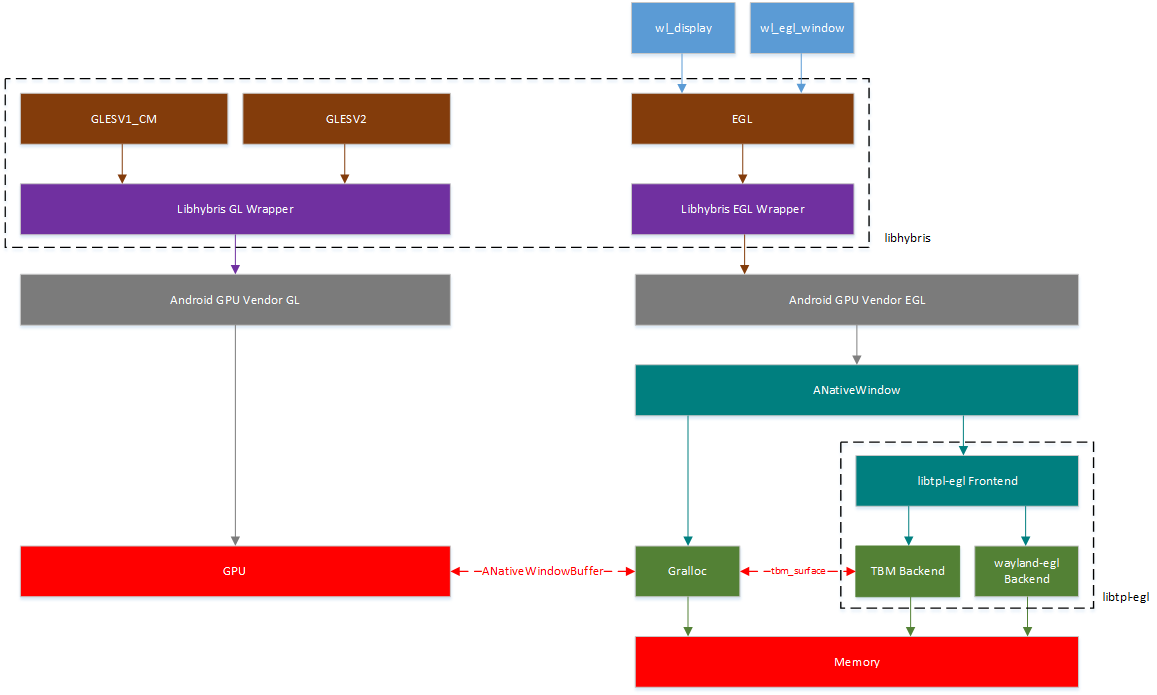 wl_display
wl_egl_window
GLESV1_CM
GLESV2
EGL
Libhybris GL Wrapper
Libhybris EGL Wrapper
libhybris
Android GPU Vendor GL
Android GPU Vendor EGL
ANativeWindow
libtpl-egl Frontend
GPU
ANativeWindowBuffer
Gralloc
tbm_surface
TBM Backend
wayland-egl
Backend
libtpl-egl
Memory